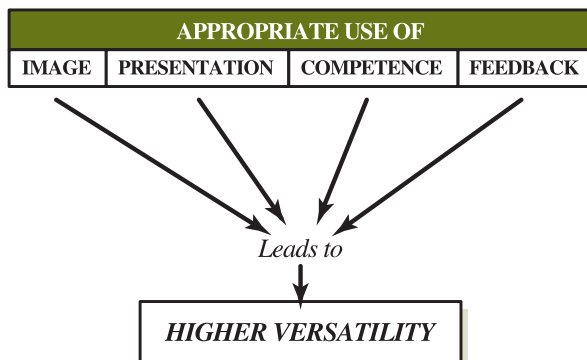 APPROPRIATE USE OF
IMAGE PRESENTATION COMPETENCE FEEDBACK
Leads to
HIGHER VERSATILITY